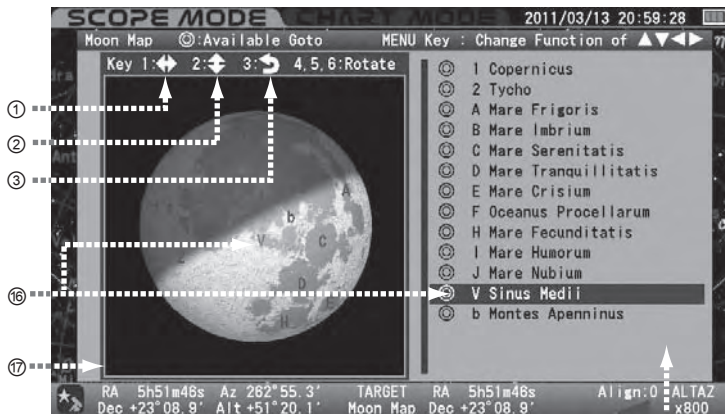 SCOPE MODE CHART MODE 2011/03/13 20:59:28
Moon Map ◎:Available Goto MENU Key : Change Function of ▲▼◀▶
Key 1:↔ 2:↕ 3:⮌ 4,5,6:Rotate
◎ 1 Copernicus
◎ 2 Tycho
◎ A Mare Frigoris
◎ B Mare Imbrium
◎ C Mare Serenitatis
◎ D Mare Tranquillitatis
◎ E Mare Crisium
◎ F Oceanus Procellarum
◎ H Mare Fecunditatis
◎ I Mare Humorum
◎ J Mare Nubium
◎ V Sinus Medii
◎ b Montes Apenninus
①
②
③
⑯
⑰
A
b
V
C
2
D
H
RA 5h51m46s Az 262°55.3′ TARGET RA 5h51m46s Align:0 ALTAZ
Dec +23°08.9′ Alt +51°20.1′ Moon Map Dec +23°08.9′ x800